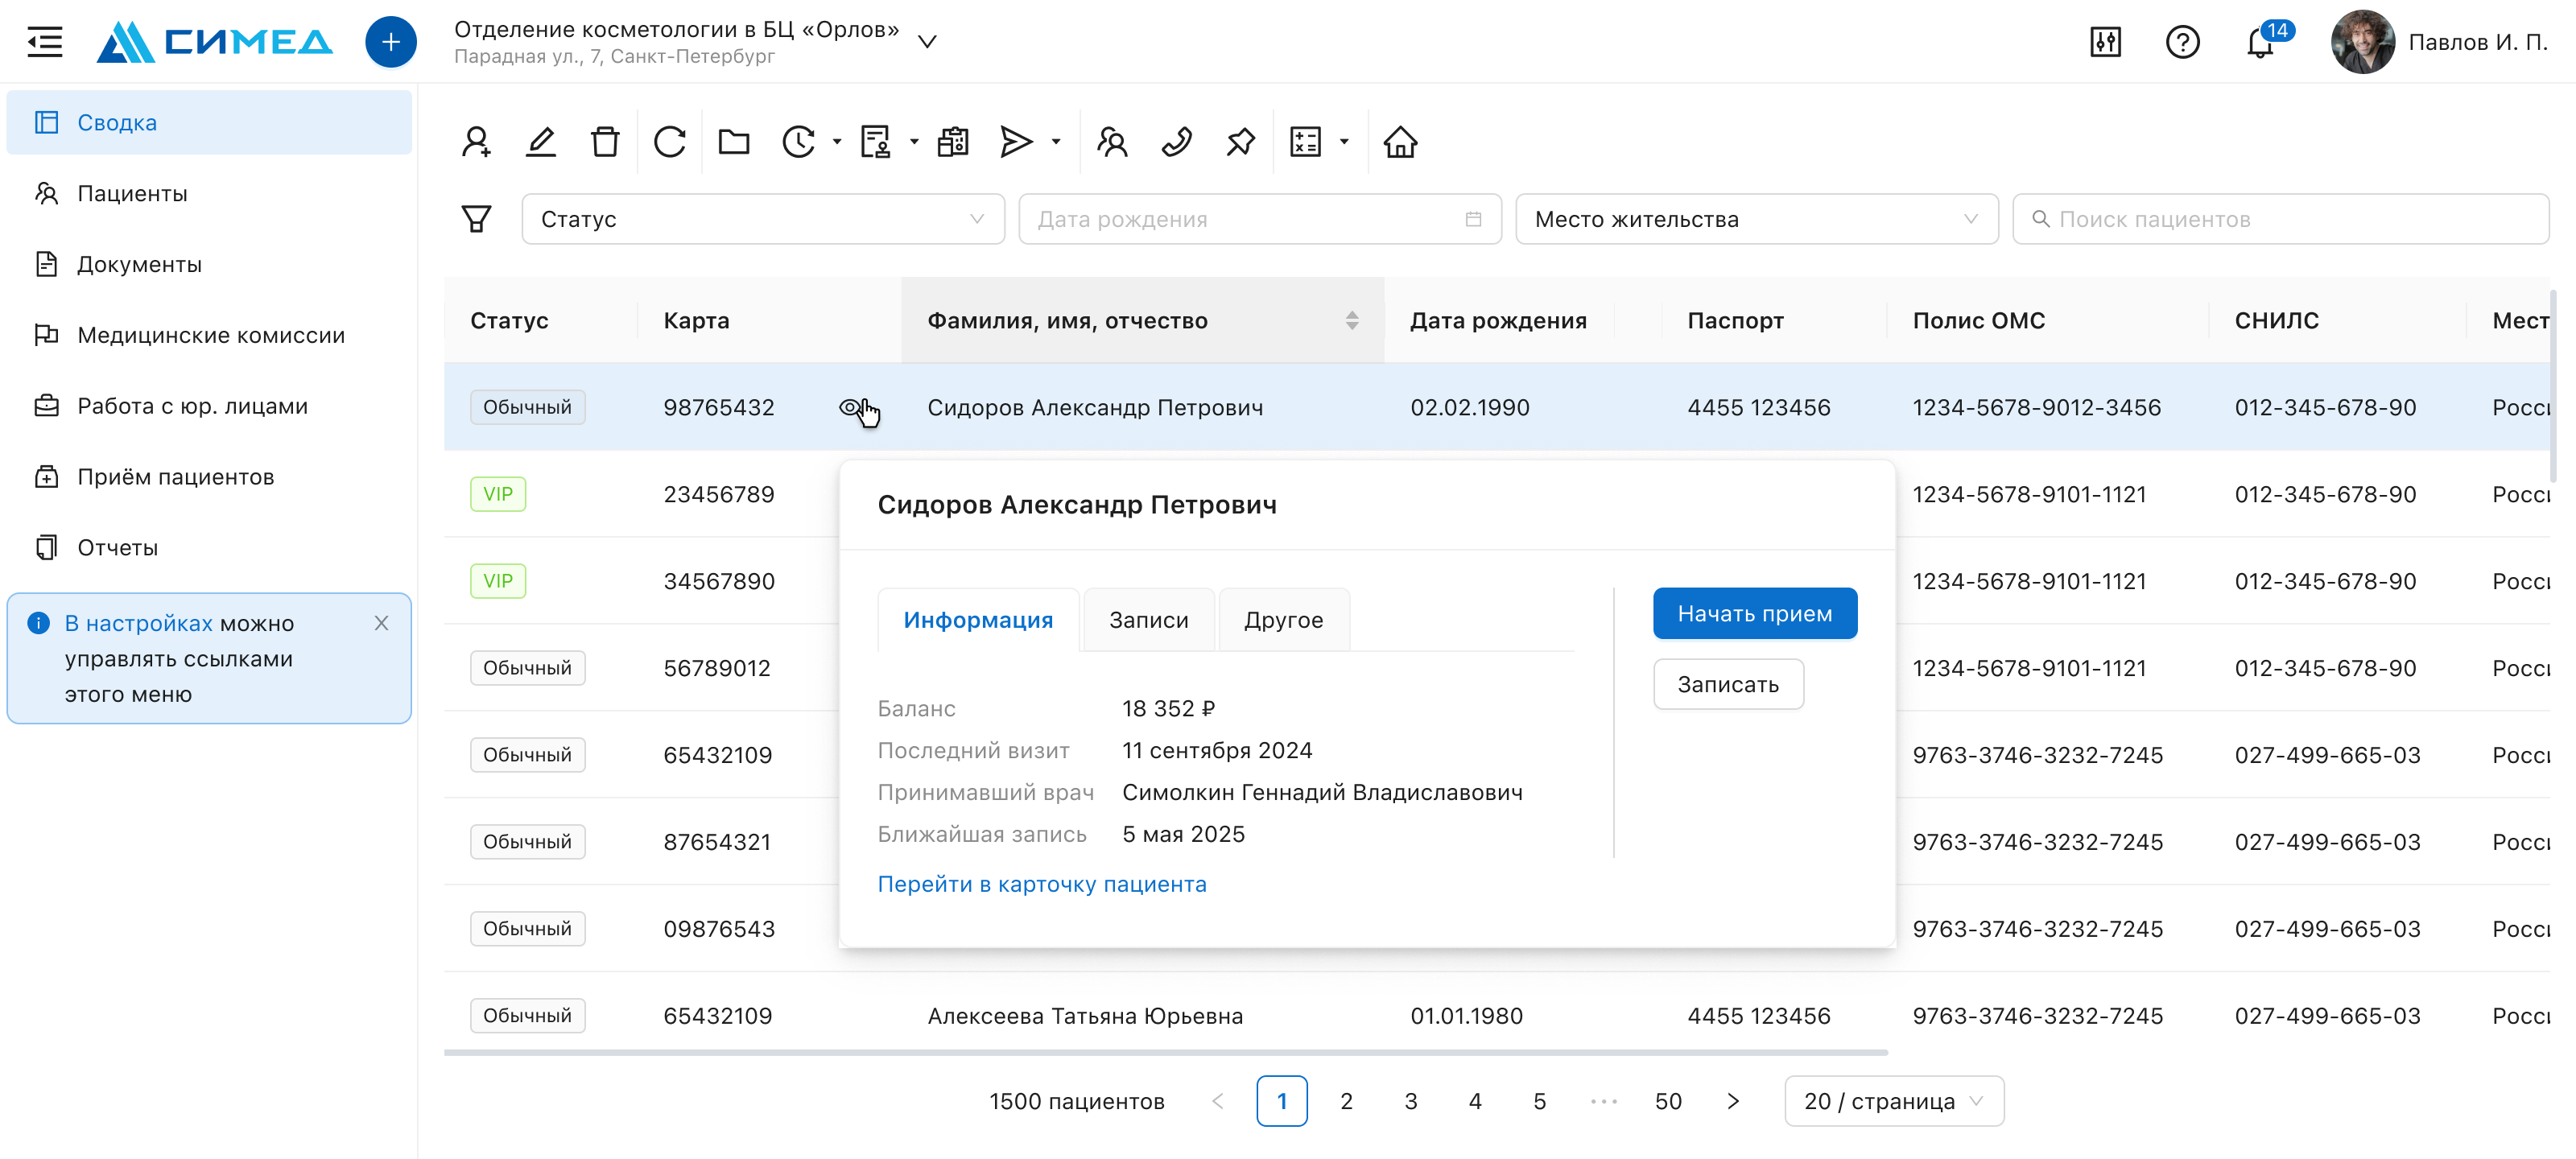 СИМЕД
Отделение косметологии в БЦ «Орлов»
Парадная ул., 7, Санкт-Петербург
14
Павлов И. П.
Сводка
Пациенты
Документы
Медицинские комиссии
Работа с юр. лицами
Приём пациентов
Отчеты
В настройках можно
управлять ссылками
этого меню
Статус
Дата рождения
Место жительства
Поиск пациентов
Статус Карта Фамилия, имя, отчество Дата рождения Паспорт Полис ОМС СНИЛС Мест
Обычный 98765432 Сидоров Александр Петрович 02.02.1990 4455 123456 1234-5678-9012-3456 012-345-678-90 Росси
VIP 23456789 1234-5678-9101-1121 012-345-678-90 Росси
VIP 34567890 1234-5678-9101-1121 012-345-678-90 Росси
Обычный 56789012 1234-5678-9101-1121 012-345-678-90 Росси
Обычный 65432109 9763-3746-3232-7245 027-499-665-03 Росси
Обычный 87654321 9763-3746-3232-7245 027-499-665-03 Росси
Обычный 09876543 9763-3746-3232-7245 027-499-665-03 Росси
Обычный 65432109 Алексеева Татьяна Юрьевна 01.01.1980 4455 123456 9763-3746-3232-7245 027-499-665-03 Росси
Сидоров Александр Петрович
Информация Записи Другое
Баланс 18 352 ₽
Последний визит 11 сентября 2024
Принимавший врач Симолкин Геннадий Владиславович
Ближайшая запись 5 мая 2025
Перейти в карточку пациента
Начать прием
Записать
1500 пациентов 1 2 3 4 5 ··· 50 20 / страница